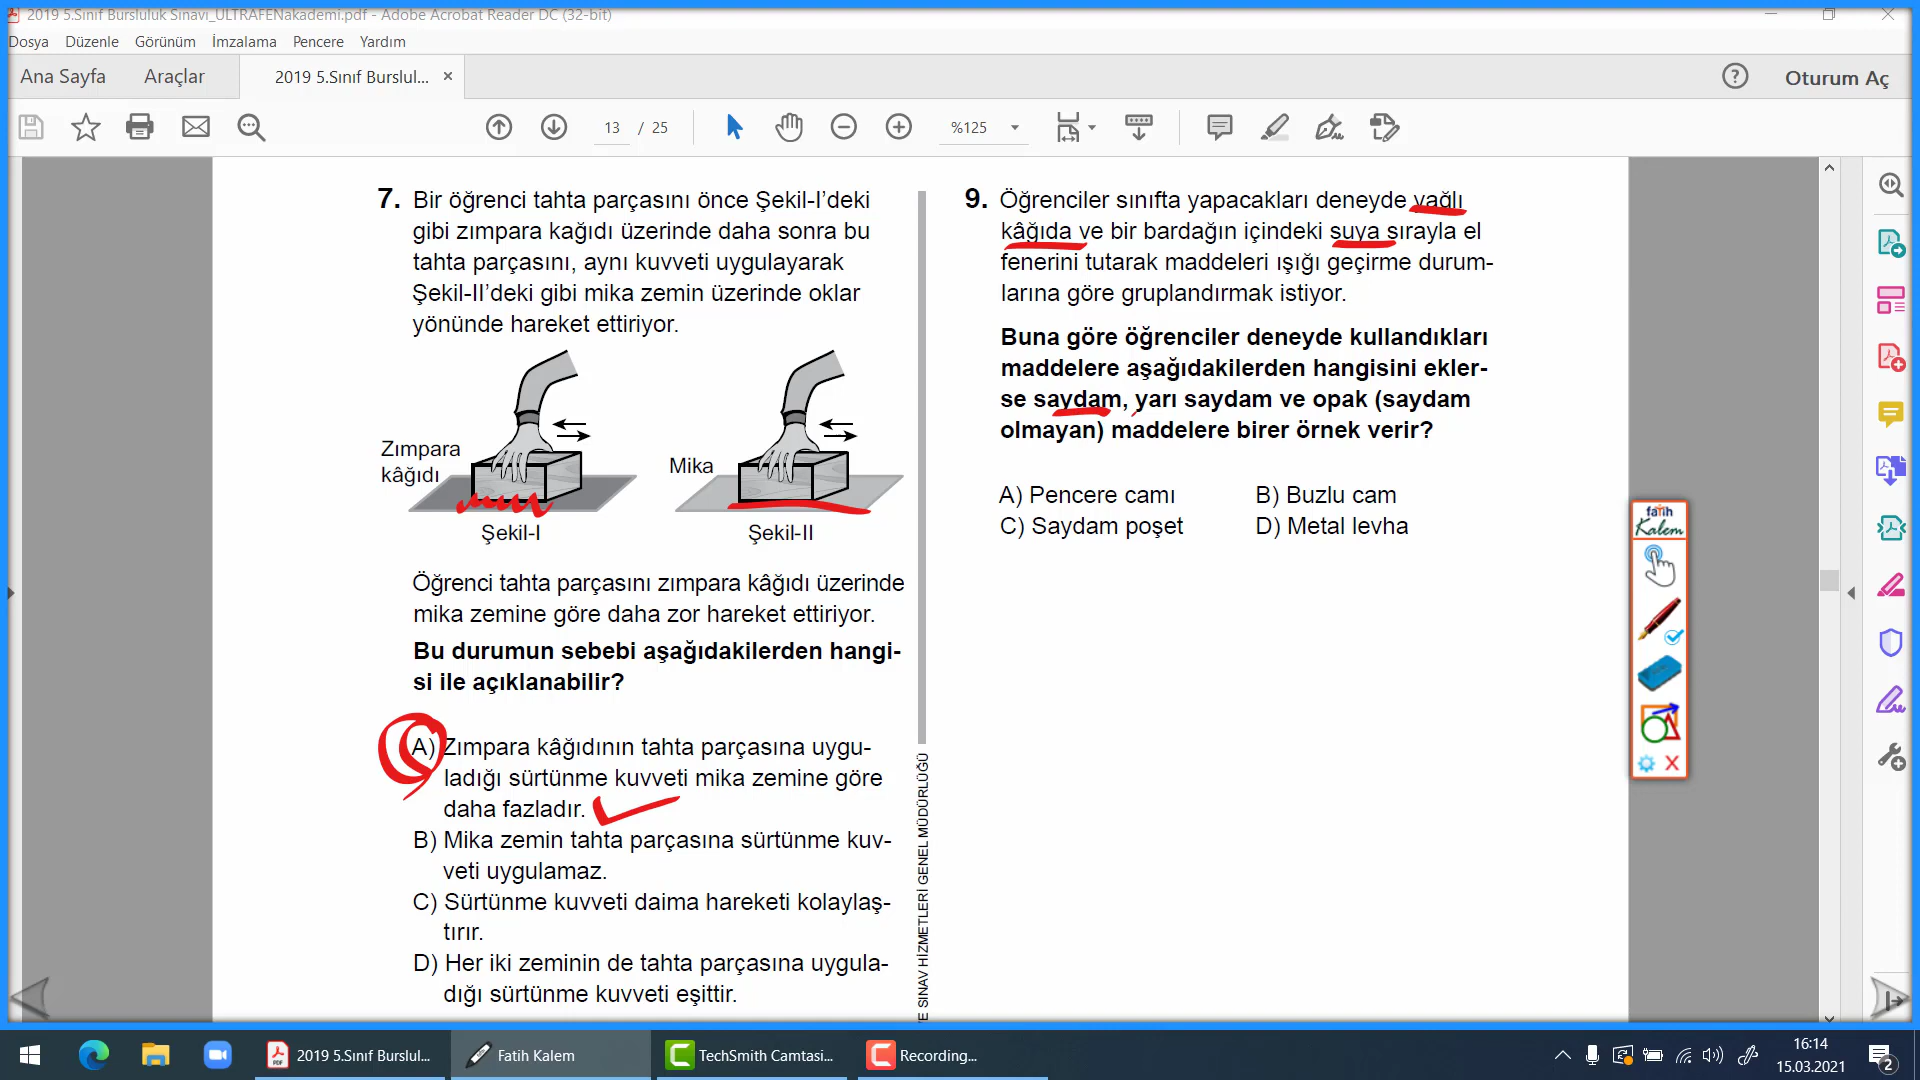 2019 5.Sınıf Bursluluk Sınavı_ULTRAFENakademi.pdf - Adobe Acrobat Reader DC (32-bit)
Dosya Düzenle Görünüm İmzalama Pencere Yardım
Ana Sayfa Araçlar 2019 5.Sınıf Burslul... × Oturum Aç
13 / 25 %125
7. Bir öğrenci tahta parçasını önce Şekil-I'deki
gibi zımpara kağıdı üzerinde daha sonra bu
tahta parçasını, aynı kuvveti uygulayarak
Şekil-II'deki gibi mika zemin üzerinde oklar
yönünde hareket ettiriyor.
Zımpara
kâğıdı
Mika
Şekil-I
Şekil-II
Öğrenci tahta parçasını zımpara kâğıdı üzerinde
mika zemine göre daha zor hareket ettiriyor.
Bu durumun sebebi aşağıdakilerden hangi-
si ile açıklanabilir?
A) Zımpara kâğıdının tahta parçasına uygu-
ladığı sürtünme kuvveti mika zemine göre
daha fazladır.
B) Mika zemin tahta parçasına sürtünme kuv-
veti uygulamaz.
C) Sürtünme kuvveti daima hareketi kolaylaş-
tırır.
D) Her iki zeminin de tahta parçasına uygula-
dığı sürtünme kuvveti eşittir.
VE SINAV HİZMETLERİ GENEL MÜDÜRLÜĞÜ
9. Öğrenciler sınıfta yapacakları deneyde yağlı
kâğıda ve bir bardağın içindeki suya sırayla el
fenerini tutarak maddeleri ışığı geçirme durum-
larına göre gruplandırmak istiyor.
Buna göre öğrenciler deneyde kullandıkları
maddelere aşağıdakilerden hangisini ekler-
se saydam, yarı saydam ve opak (saydam
olmayan) maddelere birer örnek verir?
A) Pencere camı B) Buzlu cam
C) Saydam poşet D) Metal levha
fatih
Kalem
2019 5.Sınıf Burslul... Fatih Kalem TechSmith Camtasi... Recording...
16:14
15.03.2021
2